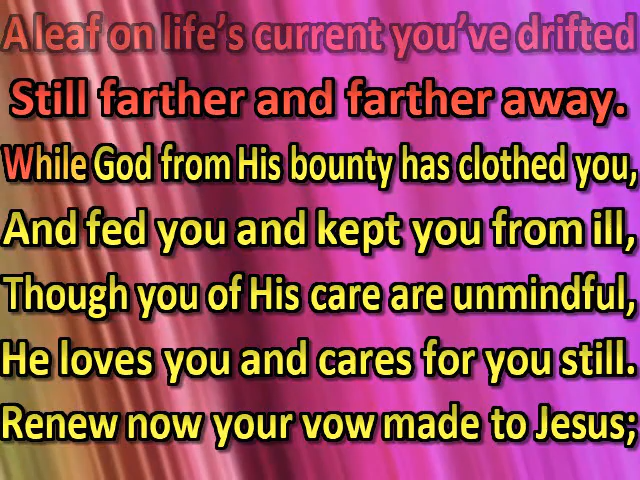 A leaf on life's current you've drifted
Still farther and farther away.
While God from His bounty has clothed you,
And fed you and kept you from ill,
Though you of His care are unmindful,
He loves you and cares for you still.
Renew now your vow made to Jesus;